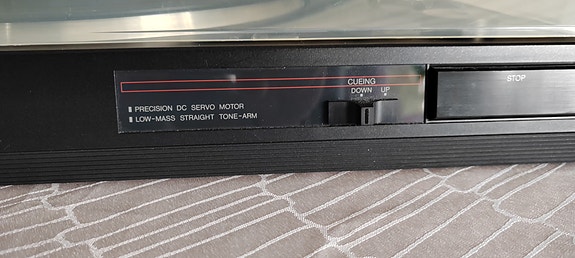 CUEING
DOWN UP
STOP
PRECISION DC SERVO MOTOR
LOW-MASS STRAIGHT TONE-ARM